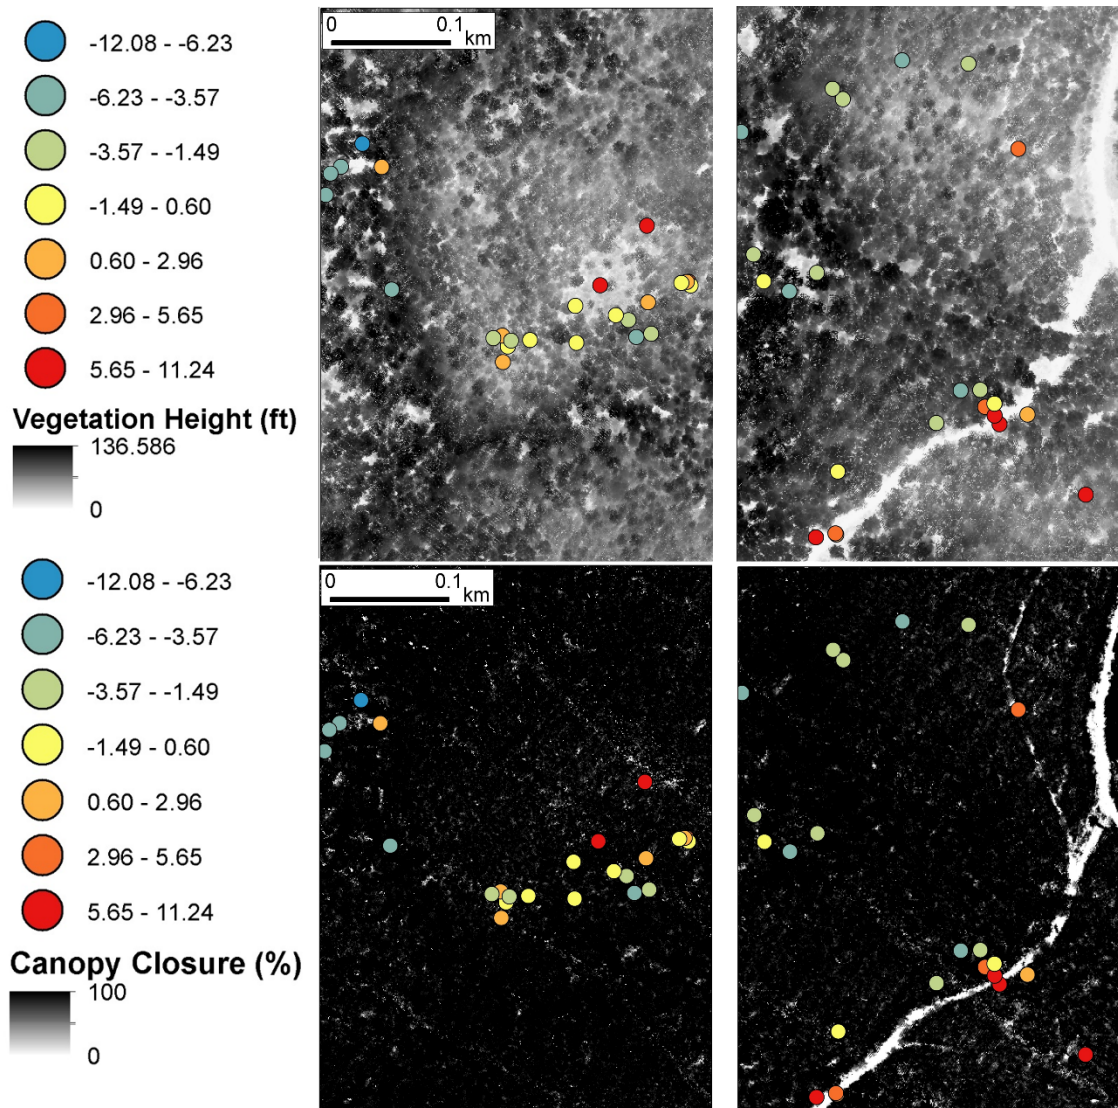 -12.08 - -6.23
-6.23 - -3.57
-3.57 - -1.49
-1.49 - 0.60
0.60 - 2.96
2.96 - 5.65
5.65 - 11.24
Vegetation Height (ft)
136.586
0
0 0.1
km
-12.08 - -6.23
-6.23 - -3.57
-3.57 - -1.49
-1.49 - 0.60
0.60 - 2.96
2.96 - 5.65
5.65 - 11.24
Canopy Closure (%)
100
0
0 0.1
km